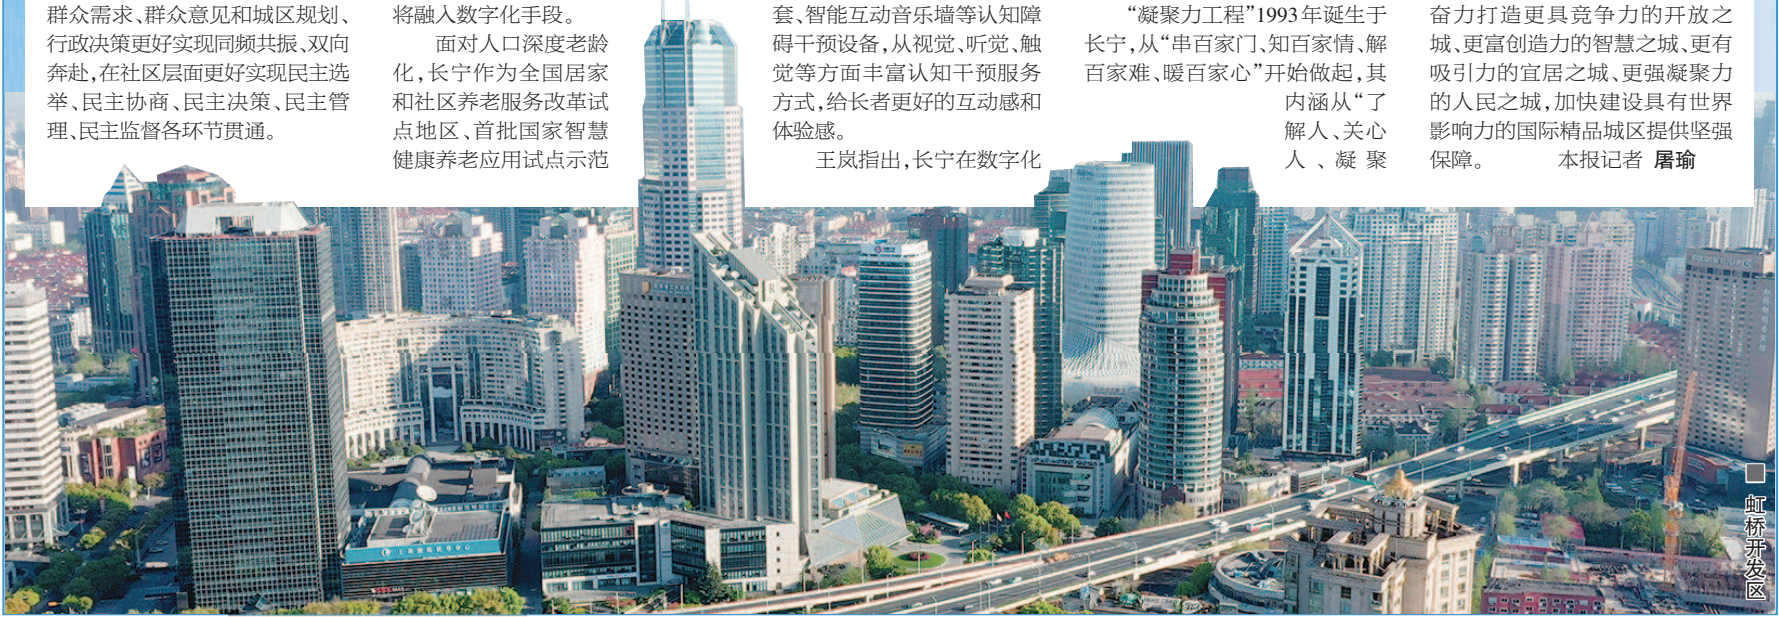 群众需求、群众意见和城区规划、
行政决策更好实现同频共振、双向
奔赴,在社区层面更好实现民主选
举、民主协商、民主决策、民主管
理、民主监督各环节贯通。
将融入数字化手段。
面对人口深度老龄
化,长宁作为全国居家
和社区养老服务改革试
点地区、首批国家智慧
健康养老应用试点示范
套、智能互动音乐墙等认知障
碍干预设备,从视觉、听觉、触
觉等方面丰富认知干预服务
方式,给长者更好的互动感和
体验感。
王岚指出,长宁在数字化
“凝聚力工程”1993年诞生于
长宁,从“串百家门、知百家情、解
百家难、暖百家心”开始做起,其
内涵从“了
解人、关心
人、凝聚
奋力打造更具竞争力的开放之
城、更富创造力的智慧之城、更有
吸引力的宜居之城、更强凝聚力
的人民之城,加快建设具有世界
影响力的国际精品城区提供坚强
保障。 本报记者 屠瑜
GOLDEN TULIP
■ 虹桥开发区